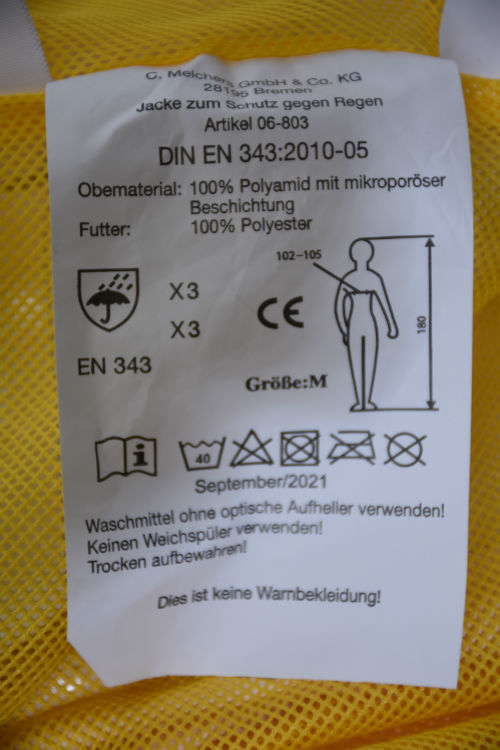 C. Melchers GmbH & Co. KG
28195 Bremen
Jacke zum Schutz gegen Regen
Artikel 06-803
DIN EN 343:2010-05
Obematerial: 100% Polyamid mit mikroporöser
Beschichtung
Futter: 100% Polyester
102-105
X3
X3
CE
180
EN 343
Größe:M
i
40
September/2021
Waschmittel ohne optische Aufheller verwenden!
Keinen Weichspüler verwenden!
Trocken aufbewahren!
Dies ist keine Warnbekleidung!